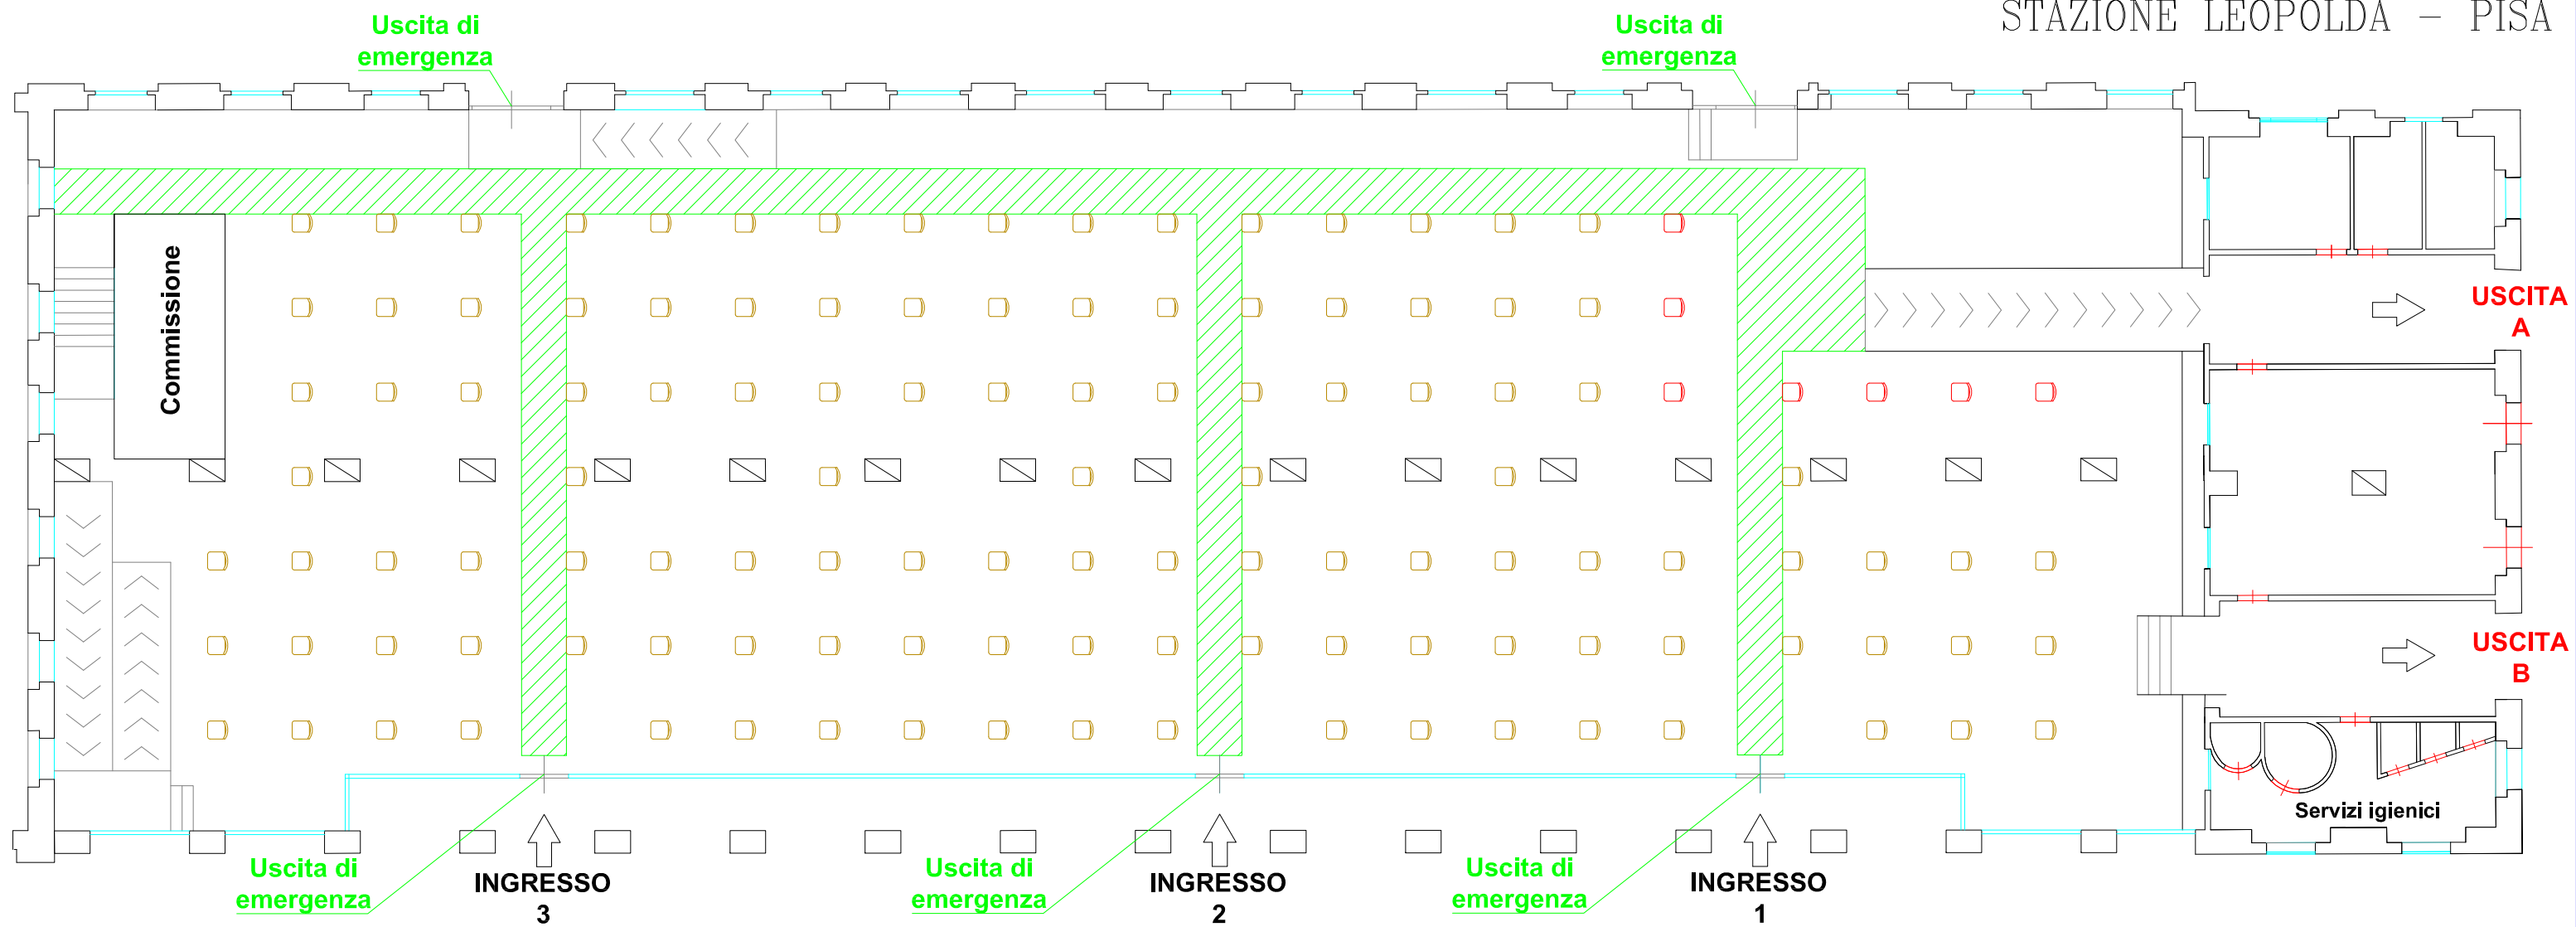 STAZIONE LEOPOLDA - PISA
Uscita di
emergenza
Uscita di
emergenza
Commissione
USCITA
A
USCITA
B
Servizi igienici
Uscita di
emergenza
INGRESSO
3
Uscita di
emergenza
INGRESSO
2
Uscita di
emergenza
INGRESSO
1